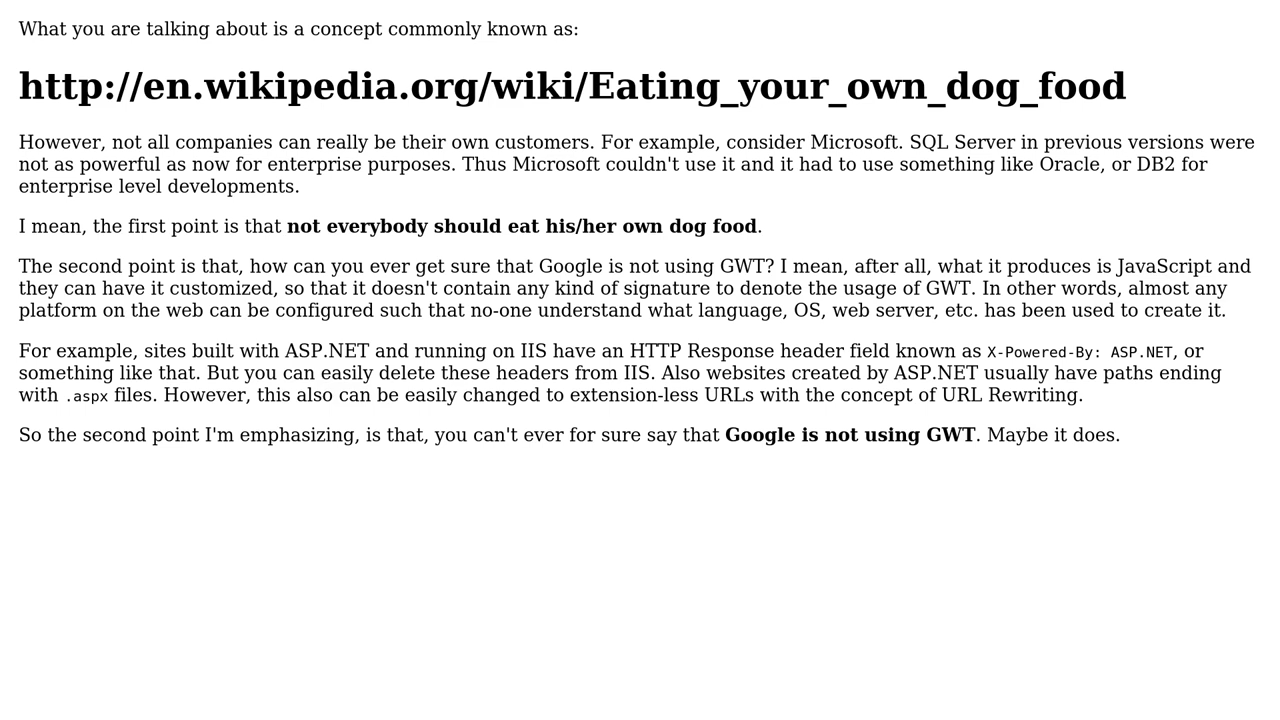 What you are talking about is a concept commonly known as:
http://en.wikipedia.org/wiki/Eating_your_own_dog_food
However, not all companies can really be their own customers. For example, consider Microsoft. SQL Server in previous versions were
not as powerful as now for enterprise purposes. Thus Microsoft couldn't use it and it had to use something like Oracle, or DB2 for
enterprise level developments.
I mean, the first point is that not everybody should eat his/her own dog food.
The second point is that, how can you ever get sure that Google is not using GWT? I mean, after all, what it produces is JavaScript and
they can have it customized, so that it doesn't contain any kind of signature to denote the usage of GWT. In other words, almost any
platform on the web can be configured such that no-one understand what language, OS, web server, etc. has been used to create it.
For example, sites built with ASP.NET and running on IIS have an HTTP Response header field known as X-Powered-By: ASP.NET, or
something like that. But you can easily delete these headers from IIS. Also websites created by ASP.NET usually have paths ending
with .aspx files. However, this also can be easily changed to extension-less URLs with the concept of URL Rewriting.
So the second point I'm emphasizing, is that, you can't ever for sure say that Google is not using GWT. Maybe it does.